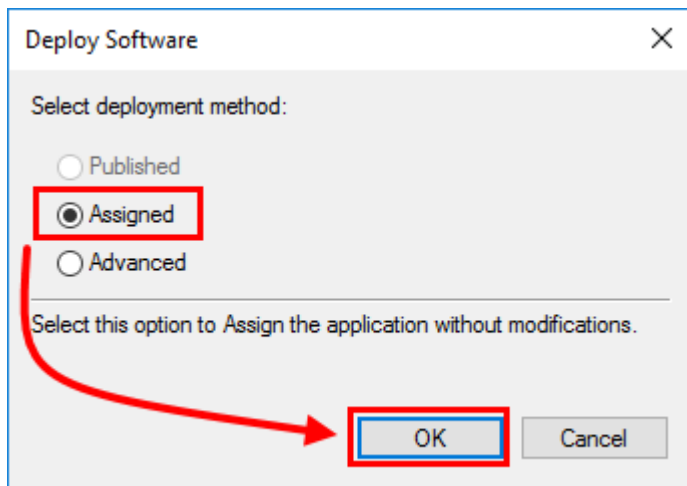 Deploy Software
Select deployment method:
Published
Assigned
Advanced
Select this option to Assign the application without modifications.
OK
Cancel